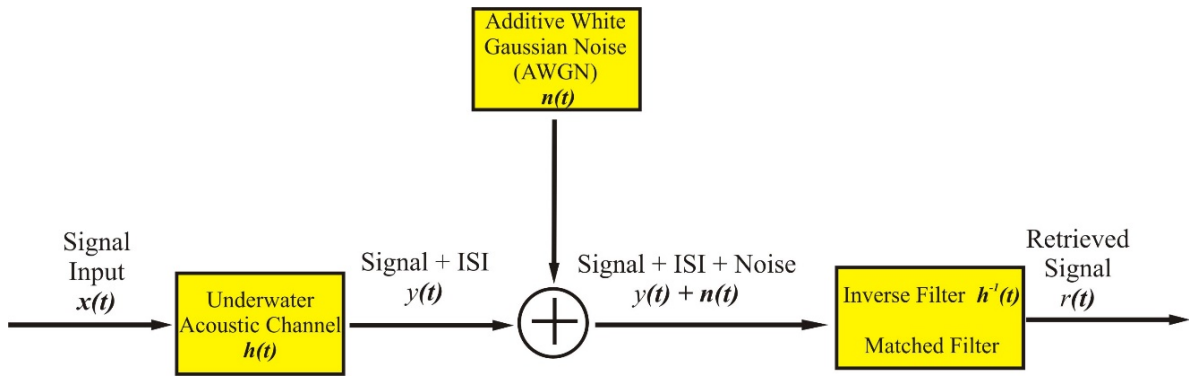 Additive White
Gaussian Noise
(AWGN)
n(t)
Signal
Input
x(t)
Underwater
Acoustic Channel
h(t)
Signal + ISI
y(t)
Signal + ISI + Noise
y(t) + n(t)
Inverse Filter h⁻¹(t)
Matched Filter
Retrieved
Signal
r(t)